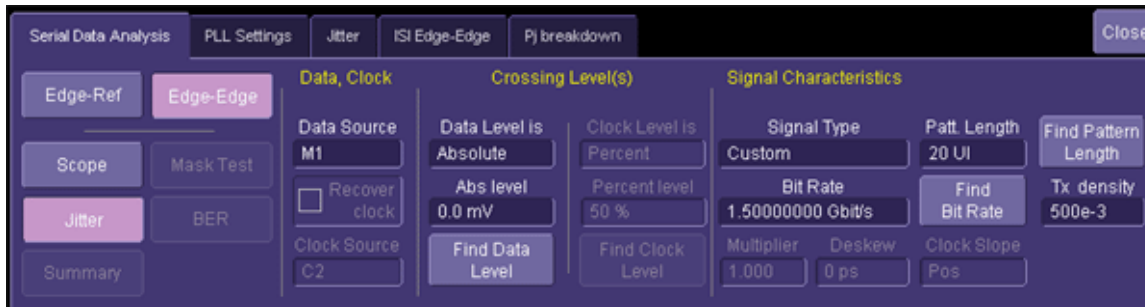 Serial Data Analysis
PLL Settings
Jitter
ISI Edge-Edge
Pj breakdown
Close
Edge-Ref
Edge-Edge
Scope
Mask Test
Jitter
BER
Summary
Data, Clock
Data Source
M1
Recover
clock
Clock Source
C2
Crossing Level(s)
Data Level is
Absolute
Abs level
0.0 mV
Find Data
Level
Clock Level is
Percent
Percent level
50 %
Find Clock
Level
Signal Characteristics
Signal Type
Custom
Patt. Length
20 UI
Find Pattern
Length
Bit Rate
1.50000000 Gbit/s
Find
Bit Rate
Tx density
500e-3
Multiplier
1.000
Deskew
0 ps
Clock Slope
Pos